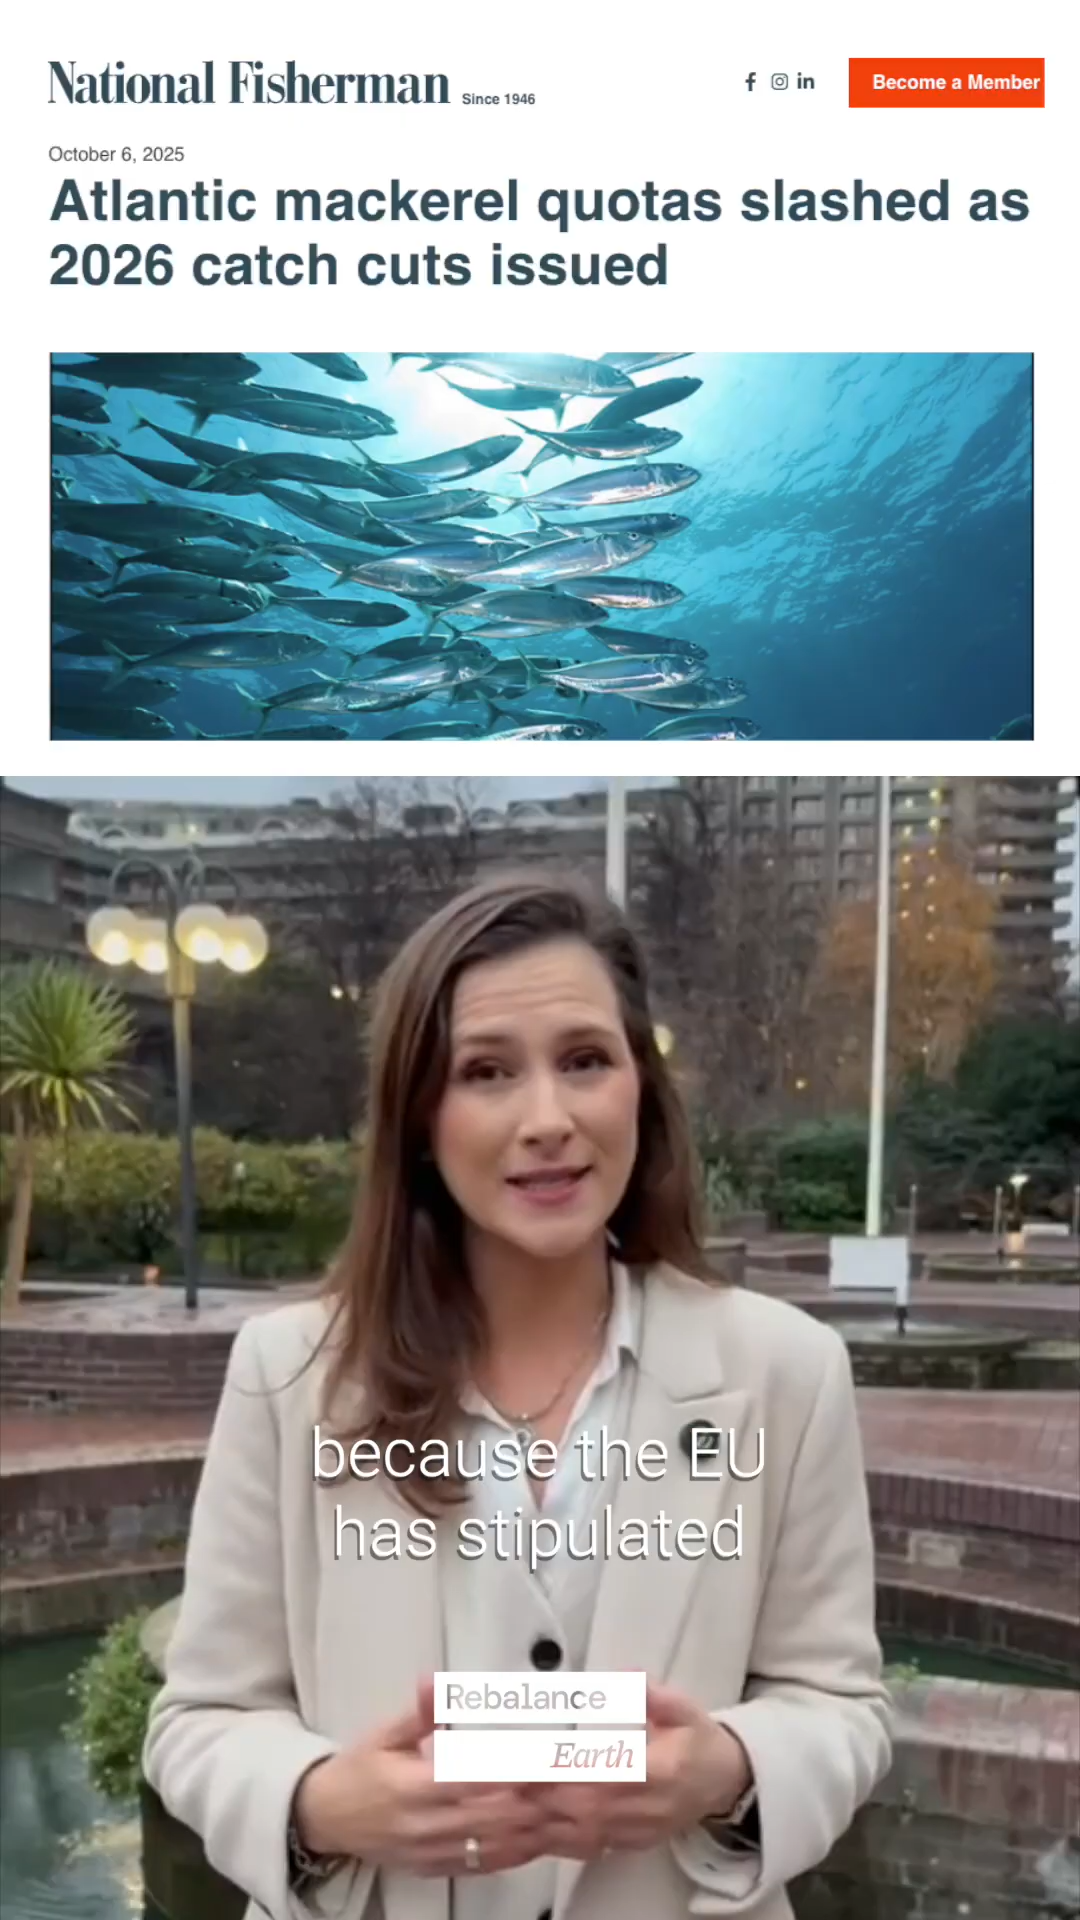 National Fisherman Since 1946
Become a Member
October 6, 2025
Atlantic mackerel quotas slashed as
2026 catch cuts issued
because the EU
has stipulated
Rebalance
Earth